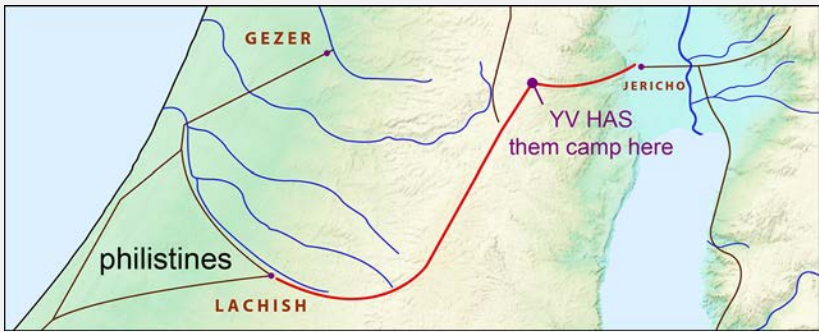 GEZER
JERICHO
YV HAS
them camp here
philistines
LACHISH